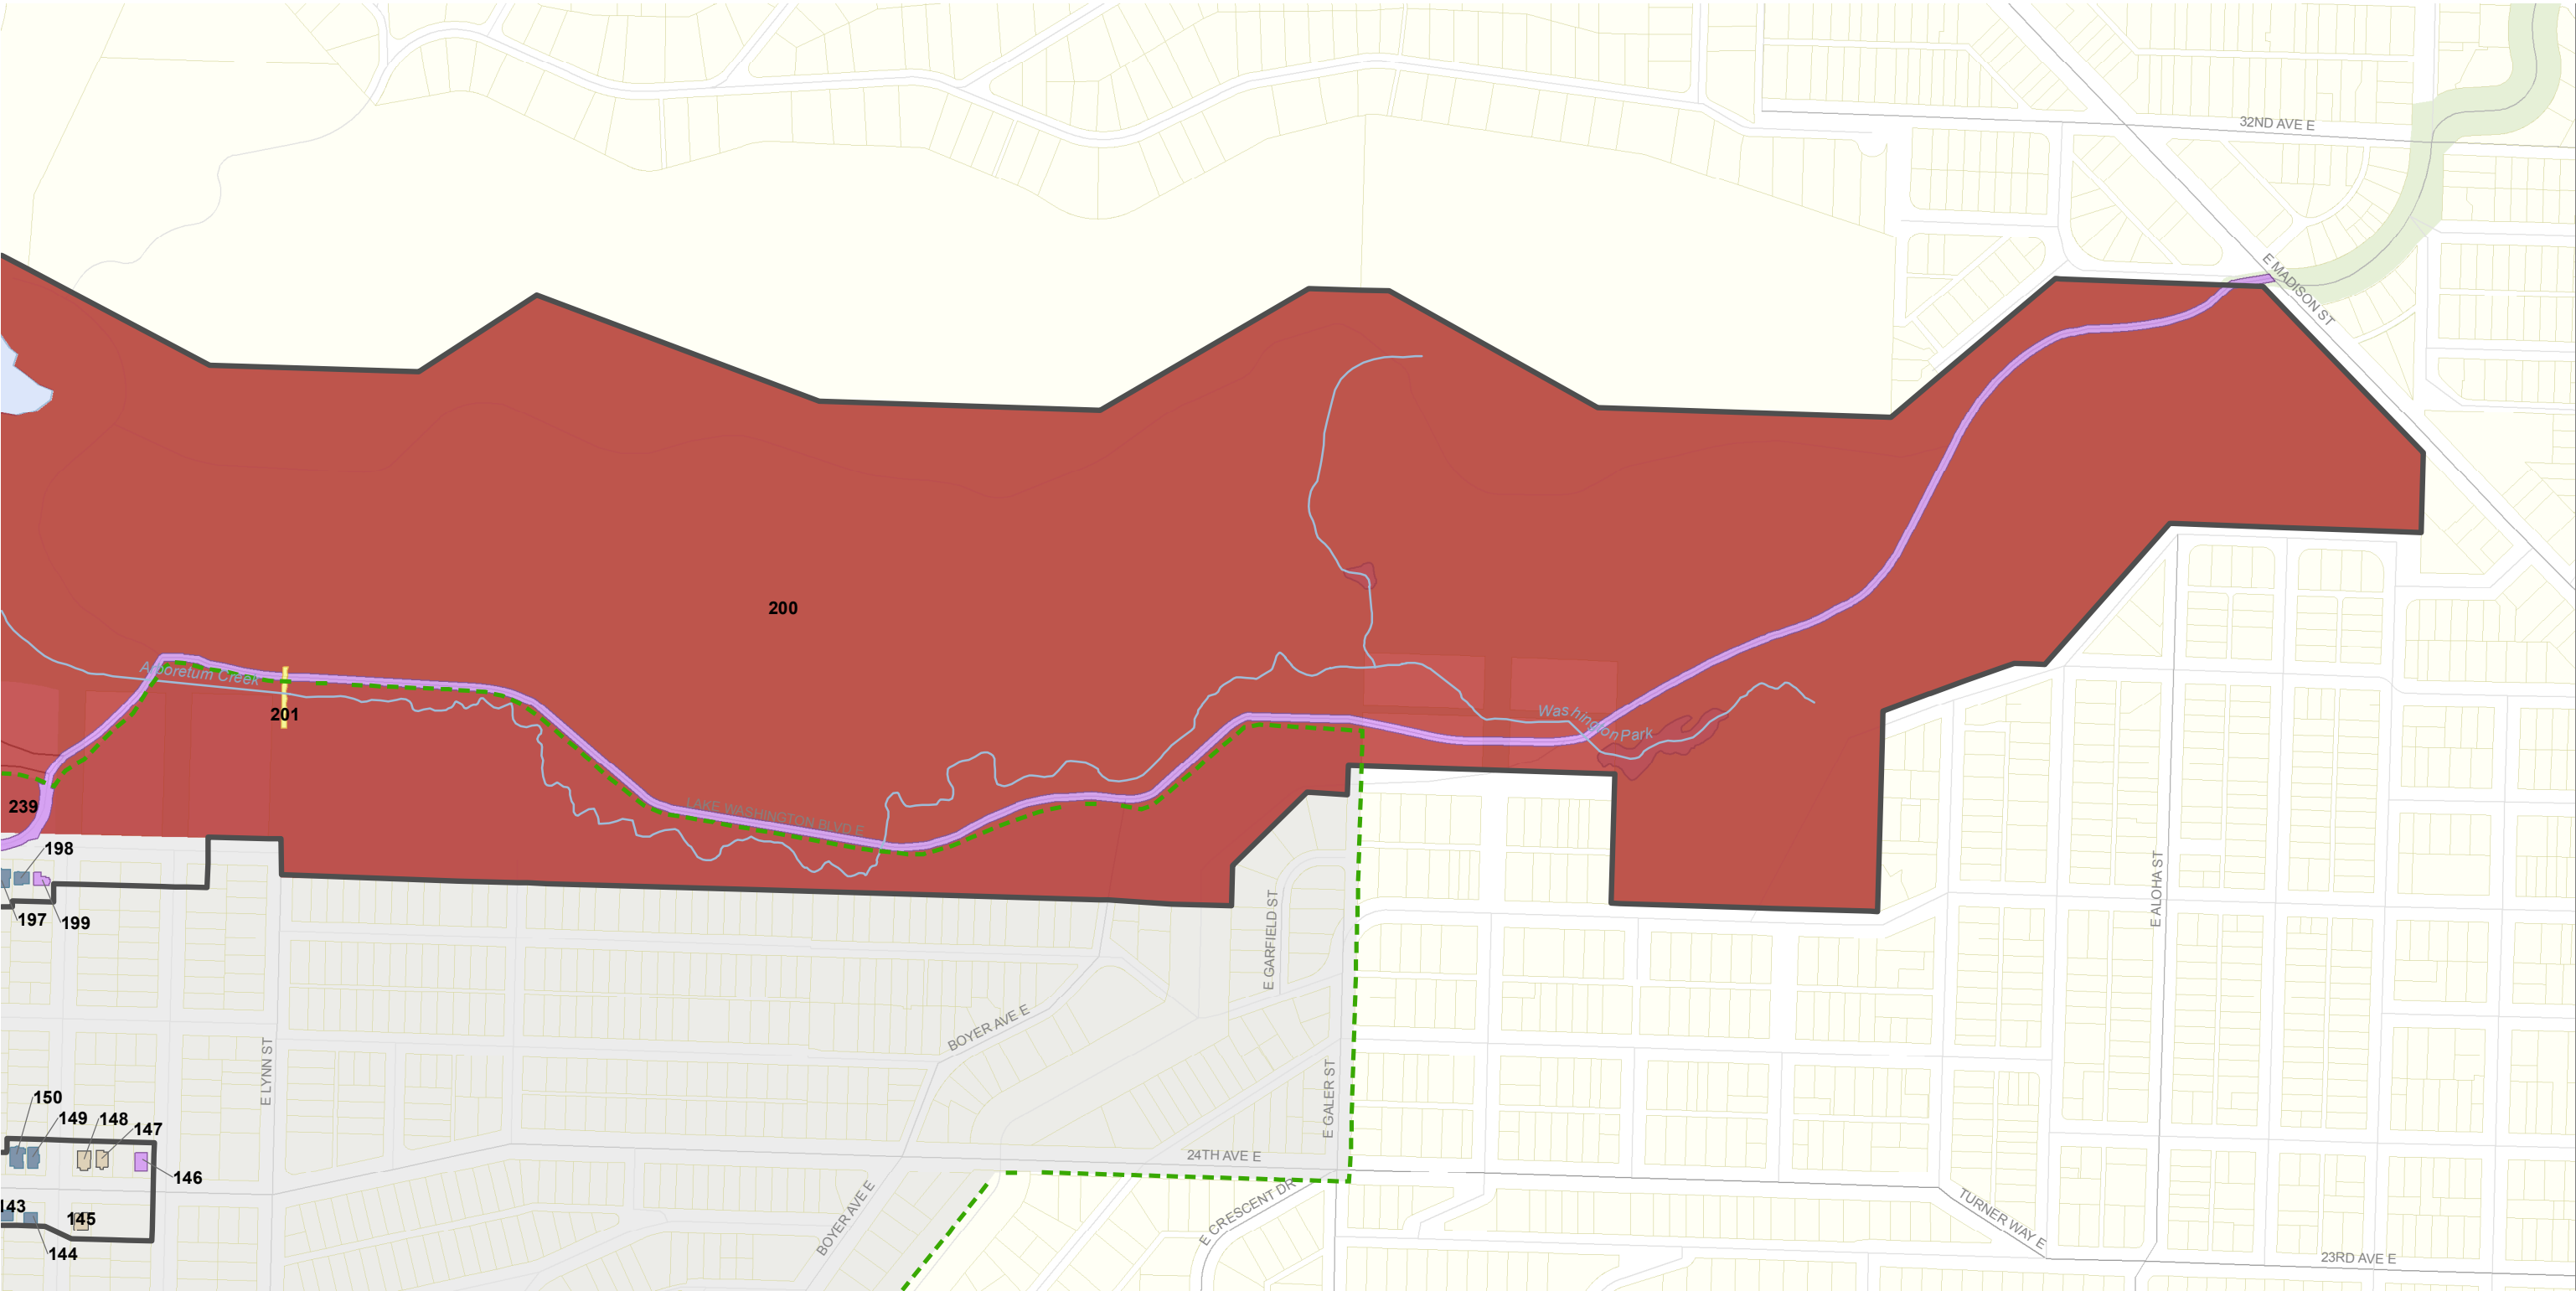 32ND AVE E
E MADISON ST
200
Arboretum Creek
201
Washington Park
239
LAKE WASHINGTON BLVD E
198
197
199
E GARFIELD ST
E ALOHA ST
BOYER AVE E
E LYNN ST
150
149
148
147
E GALER ST
24TH AVE E
146
143
145
144
BOYER AVE E
E CRESCENT DR
TURNER WAY E
23RD AVE E